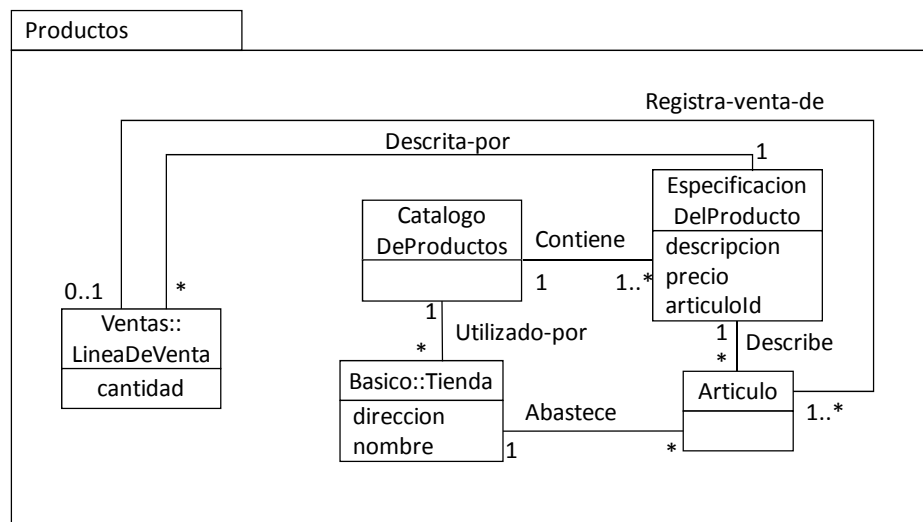 Productos
Registra-venta-de
Descrita-por
1
Especificacion
DelProducto
descripcion
precio
articuloId
Catalogo
DeProductos
Contiene
1
1..*
0..1
*
Ventas::
LineaDeVenta
cantidad
1
Utilizado-por
*
1
Describe
*
Basico::Tienda
direccion
nombre
Abastece
1
*
Articulo
1..*